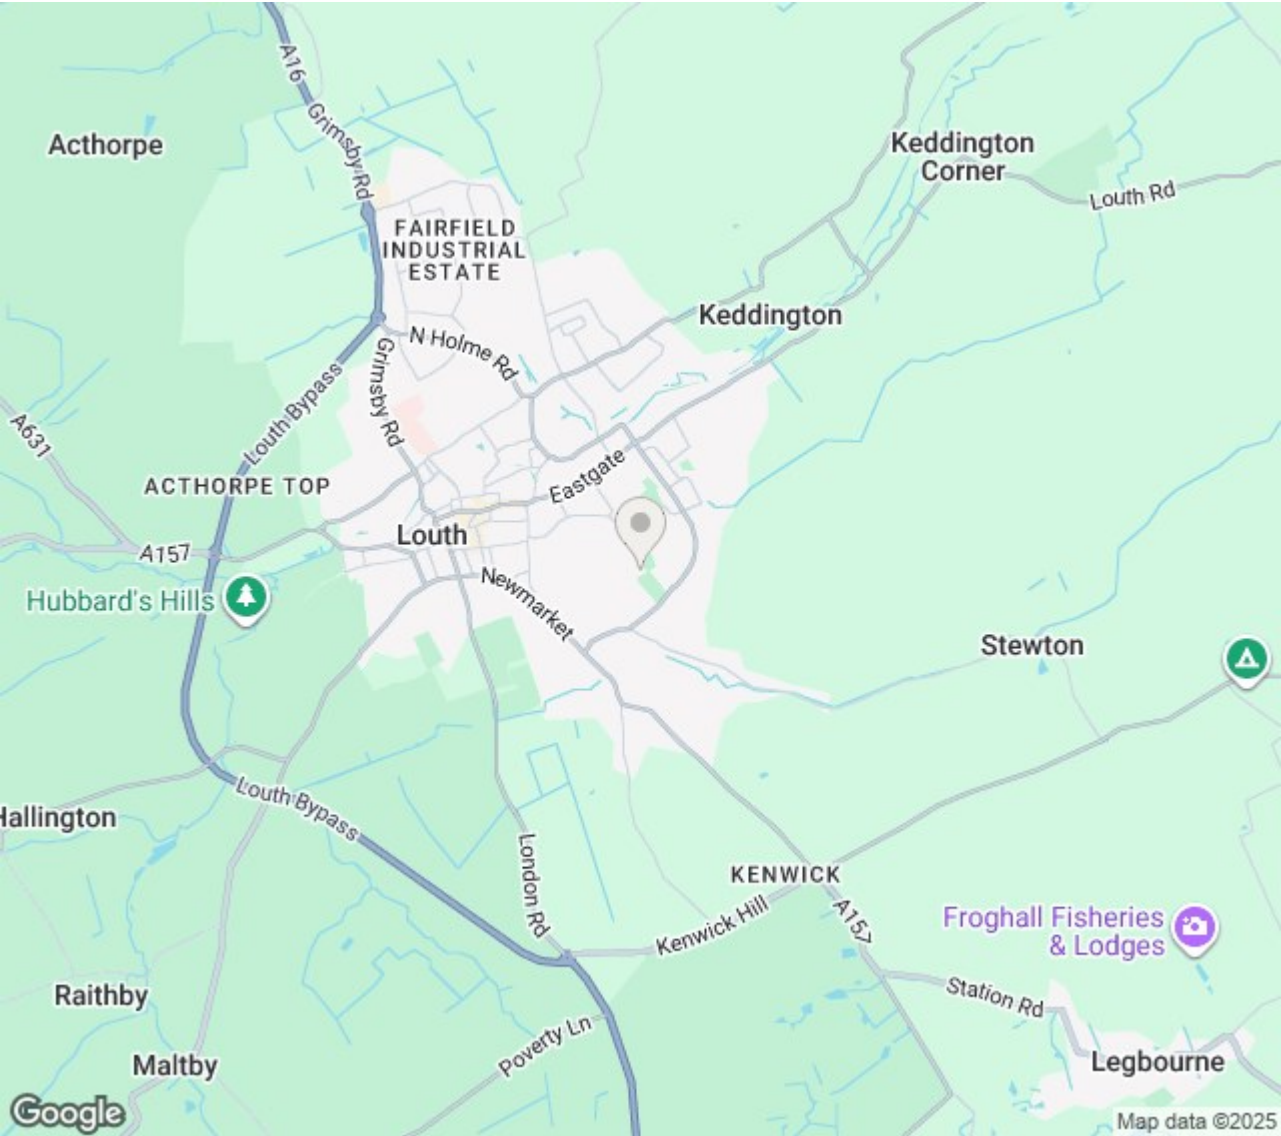 A16
Grimsby Rd
Acthorpe
Keddington
Corner
Louth Rd
FAIRFIELD
INDUSTRIAL
ESTATE
Keddington
N Holme Rd
Grimsby Rd
Louth Bypass
A631
ACTHORPE TOP
Eastgate
Louth
A157
Newmarket
Hubbard's Hills
Stewton
Louth Bypass
Hallington
London Rd
KENWICK
Kenwick Hill
A157
Froghall Fisheries
& Lodges
Raithby
Station Rd
Poverty Ln
Maltby
Legbourne
Google
Map data ©2025